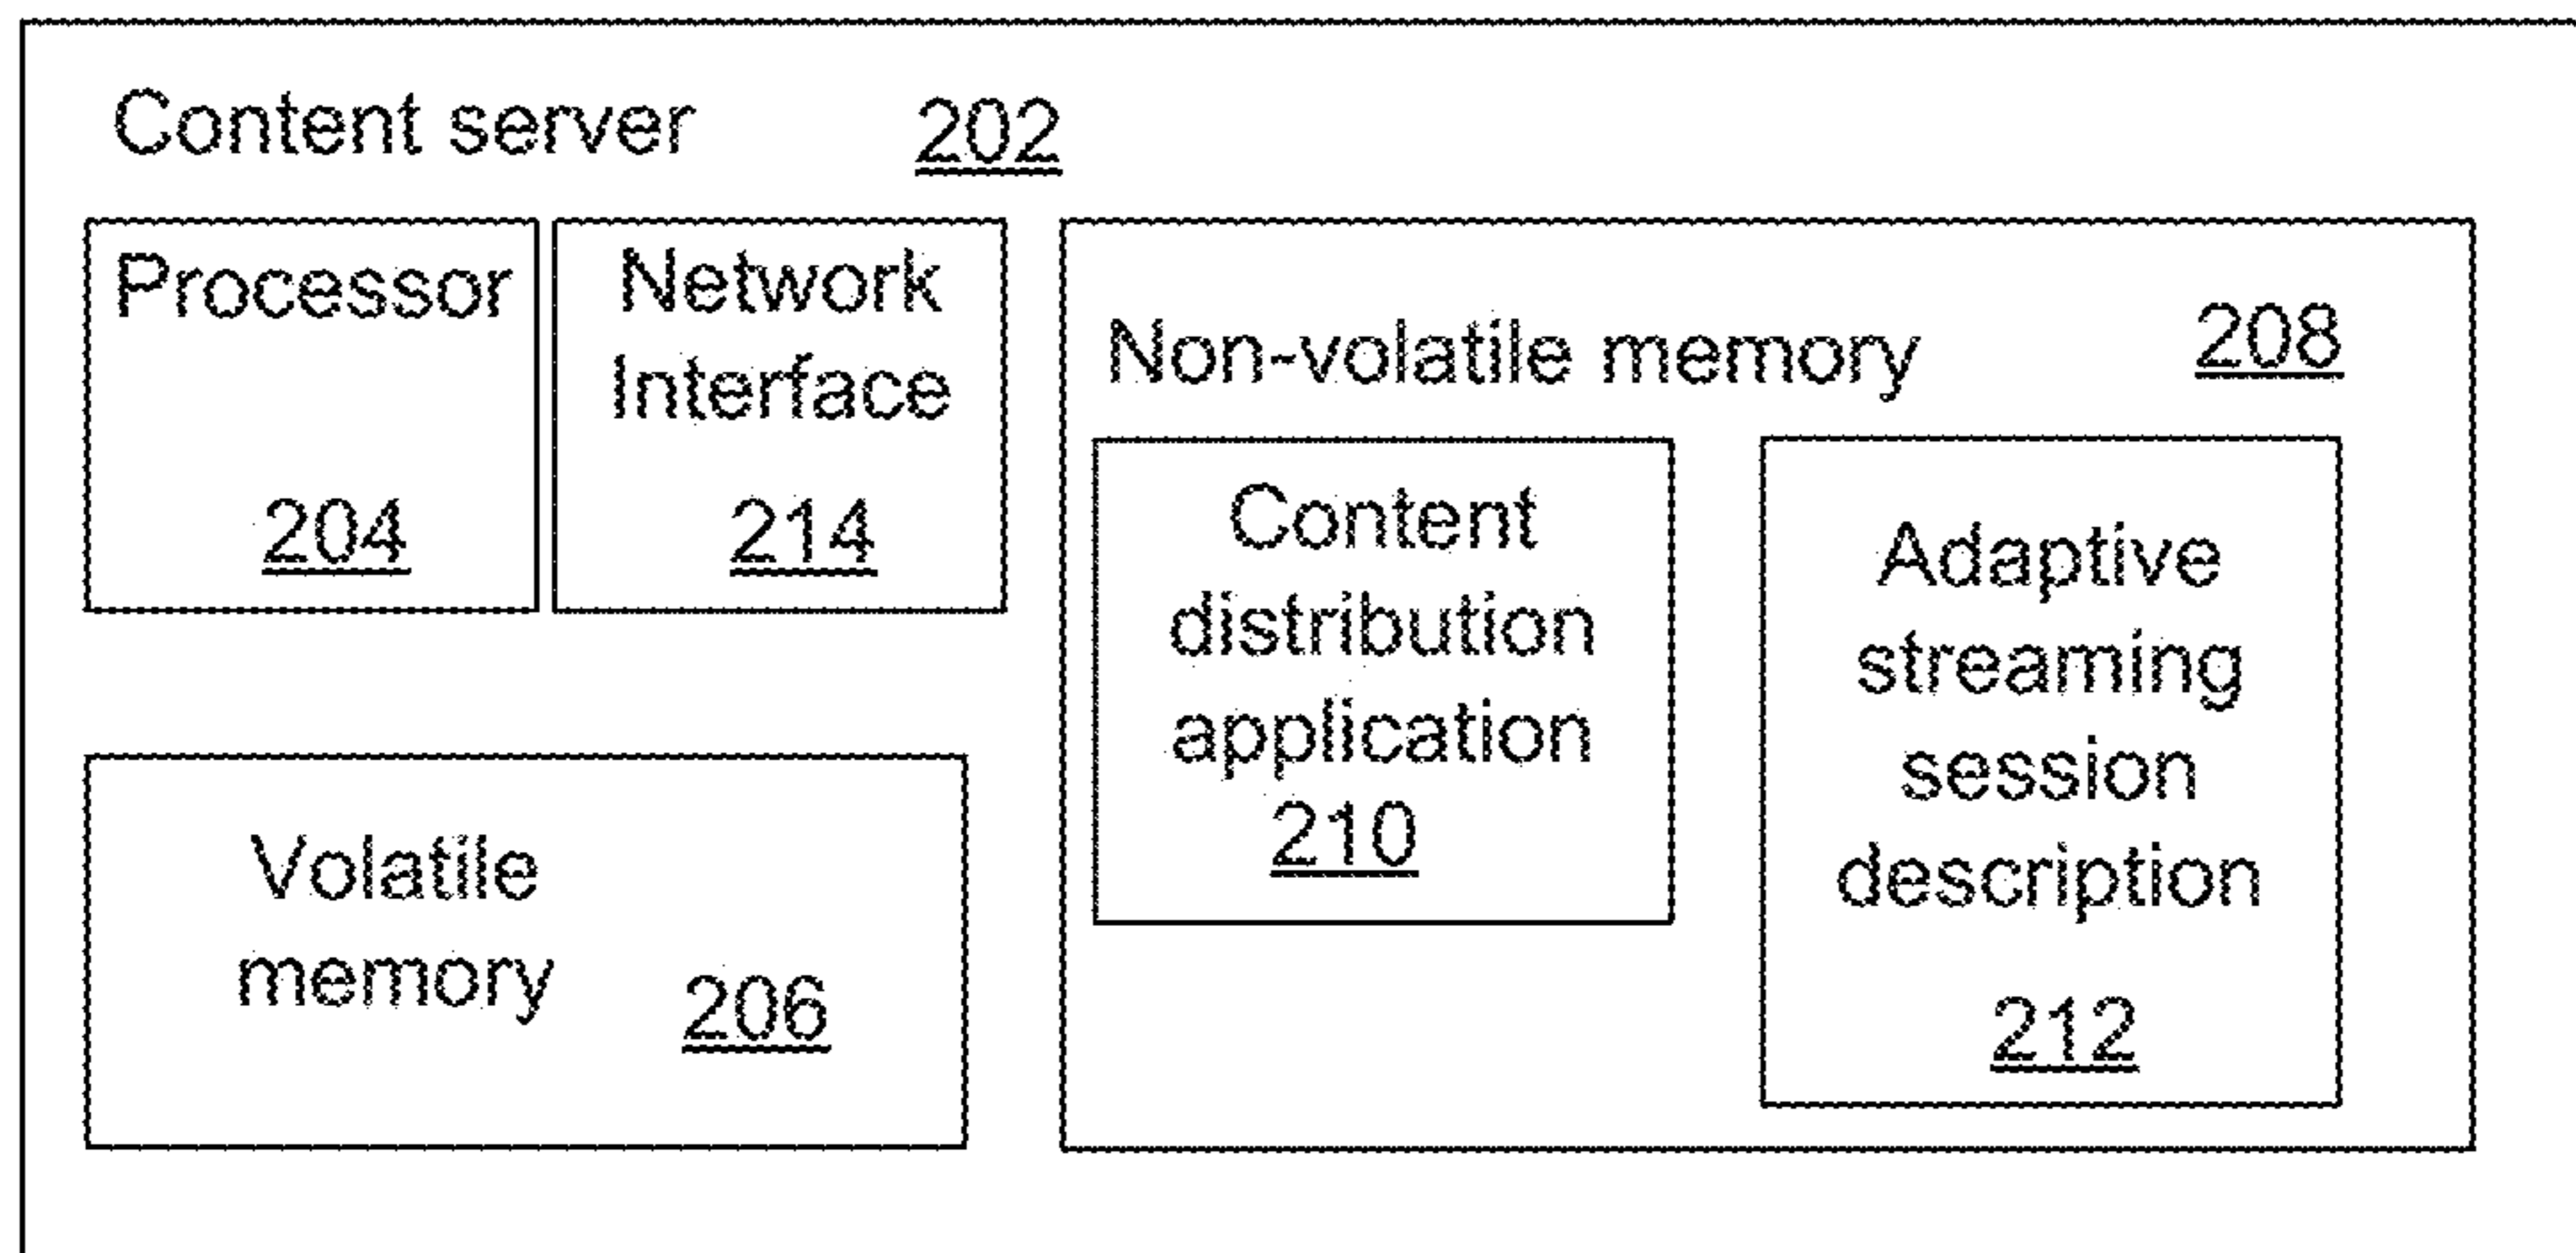 Content server 202
Processor
204
Network
Interface
214
Non-volatile memory 208
Content
distribution
application
210
Adaptive
streaming
session
description
212
Volatile
memory 206